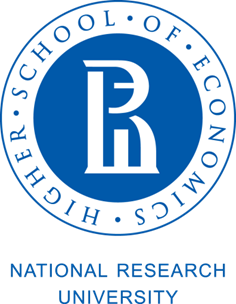 HIGHER · SCHOOL · OF · ECONOMICS ·
NATIONAL RESEARCH
UNIVERSITY